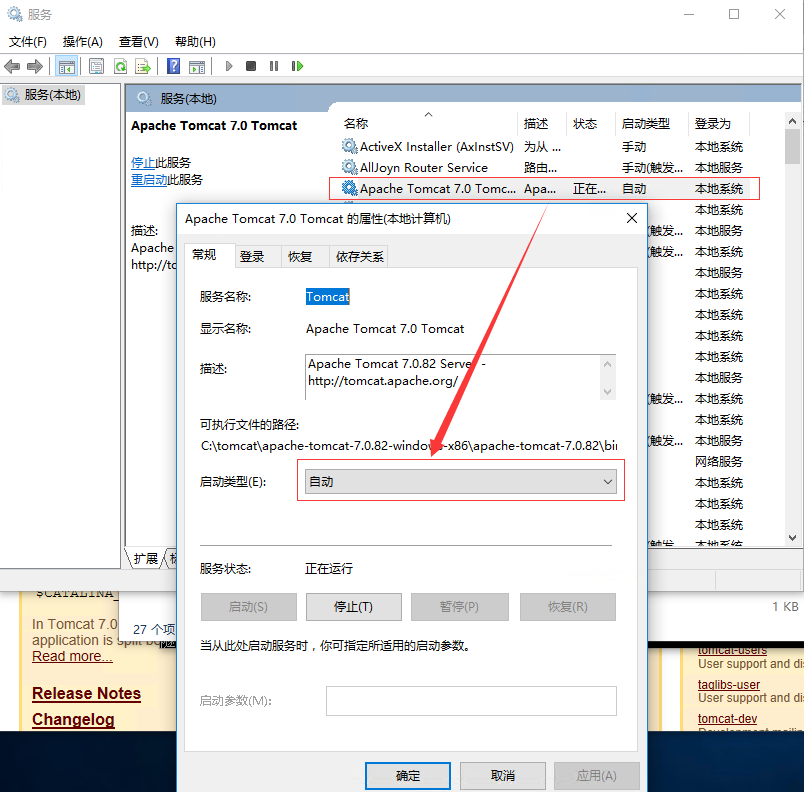 服务
文件(F) 操作(A) 查看(V) 帮助(H)
服务(本地)
服务(本地)
Apache Tomcat 7.0 Tomcat
停止此服务
重启动此服务
描述:
Apache
http://to
名称 描述 状态 启动类型 登录为
ActiveX Installer (AxInstSV) 为从 ... 手动 本地系统
AllJoyn Router Service 路由... 手动(触发... 本地服务
Apache Tomcat 7.0 Tomc... Apa... 正在... 自动 本地系统
本地系统
(触发... 本地服务
(触发... 本地系统
本地服务
本地系统
本地系统
本地系统
本地系统
本地服务
(触发... 本地系统
本地系统
(触发... 本地服务
网络服务
本地系统
本地系统
本地系统
(触发... 本地系统
扩展
Apache Tomcat 7.0 Tomcat 的属性(本地计算机)
常规 登录 恢复 依存关系
服务名称: Tomcat
显示名称: Apache Tomcat 7.0 Tomcat
描述: Apache Tomcat 7.0.82 Server -
http://tomcat.apache.org/
可执行文件的路径:
C:\tomcat\apache-tomcat-7.0.82-windows-x86\apache-tomcat-7.0.82\bin
启动类型(E): 自动
服务状态: 正在运行
启动(S) 停止(T) 暂停(P) 恢复(R)
当从此处启动服务时，你可指定所适用的启动参数。
启动参数(M):
确定 取消 应用(A)
$CATALINA_
In Tomcat 7.0
application is split be
Read more...
Release Notes
Changelog
27 个项
1 KB
tomcat-users
User support and dis
taglibs-user
User support and dis
tomcat-dev